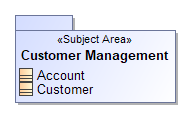 «Subject Area»
Customer Management
Account
Customer